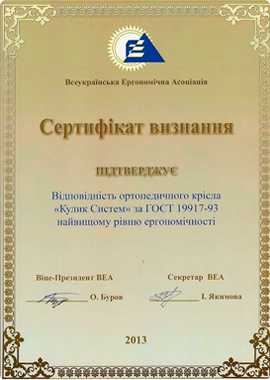 Всеукраїнська Ергономічна Асоціація
Сертифікат визнання
ПІДТВЕРДЖУЄ
Відповідність ортопедичного крісла
«Кулик Систем» за ГОСТ 19917-93
найвищому рівню ергономічності
Віце-Президент ВЕА Секретар ВЕА
О. Буров І. Якимова
2013